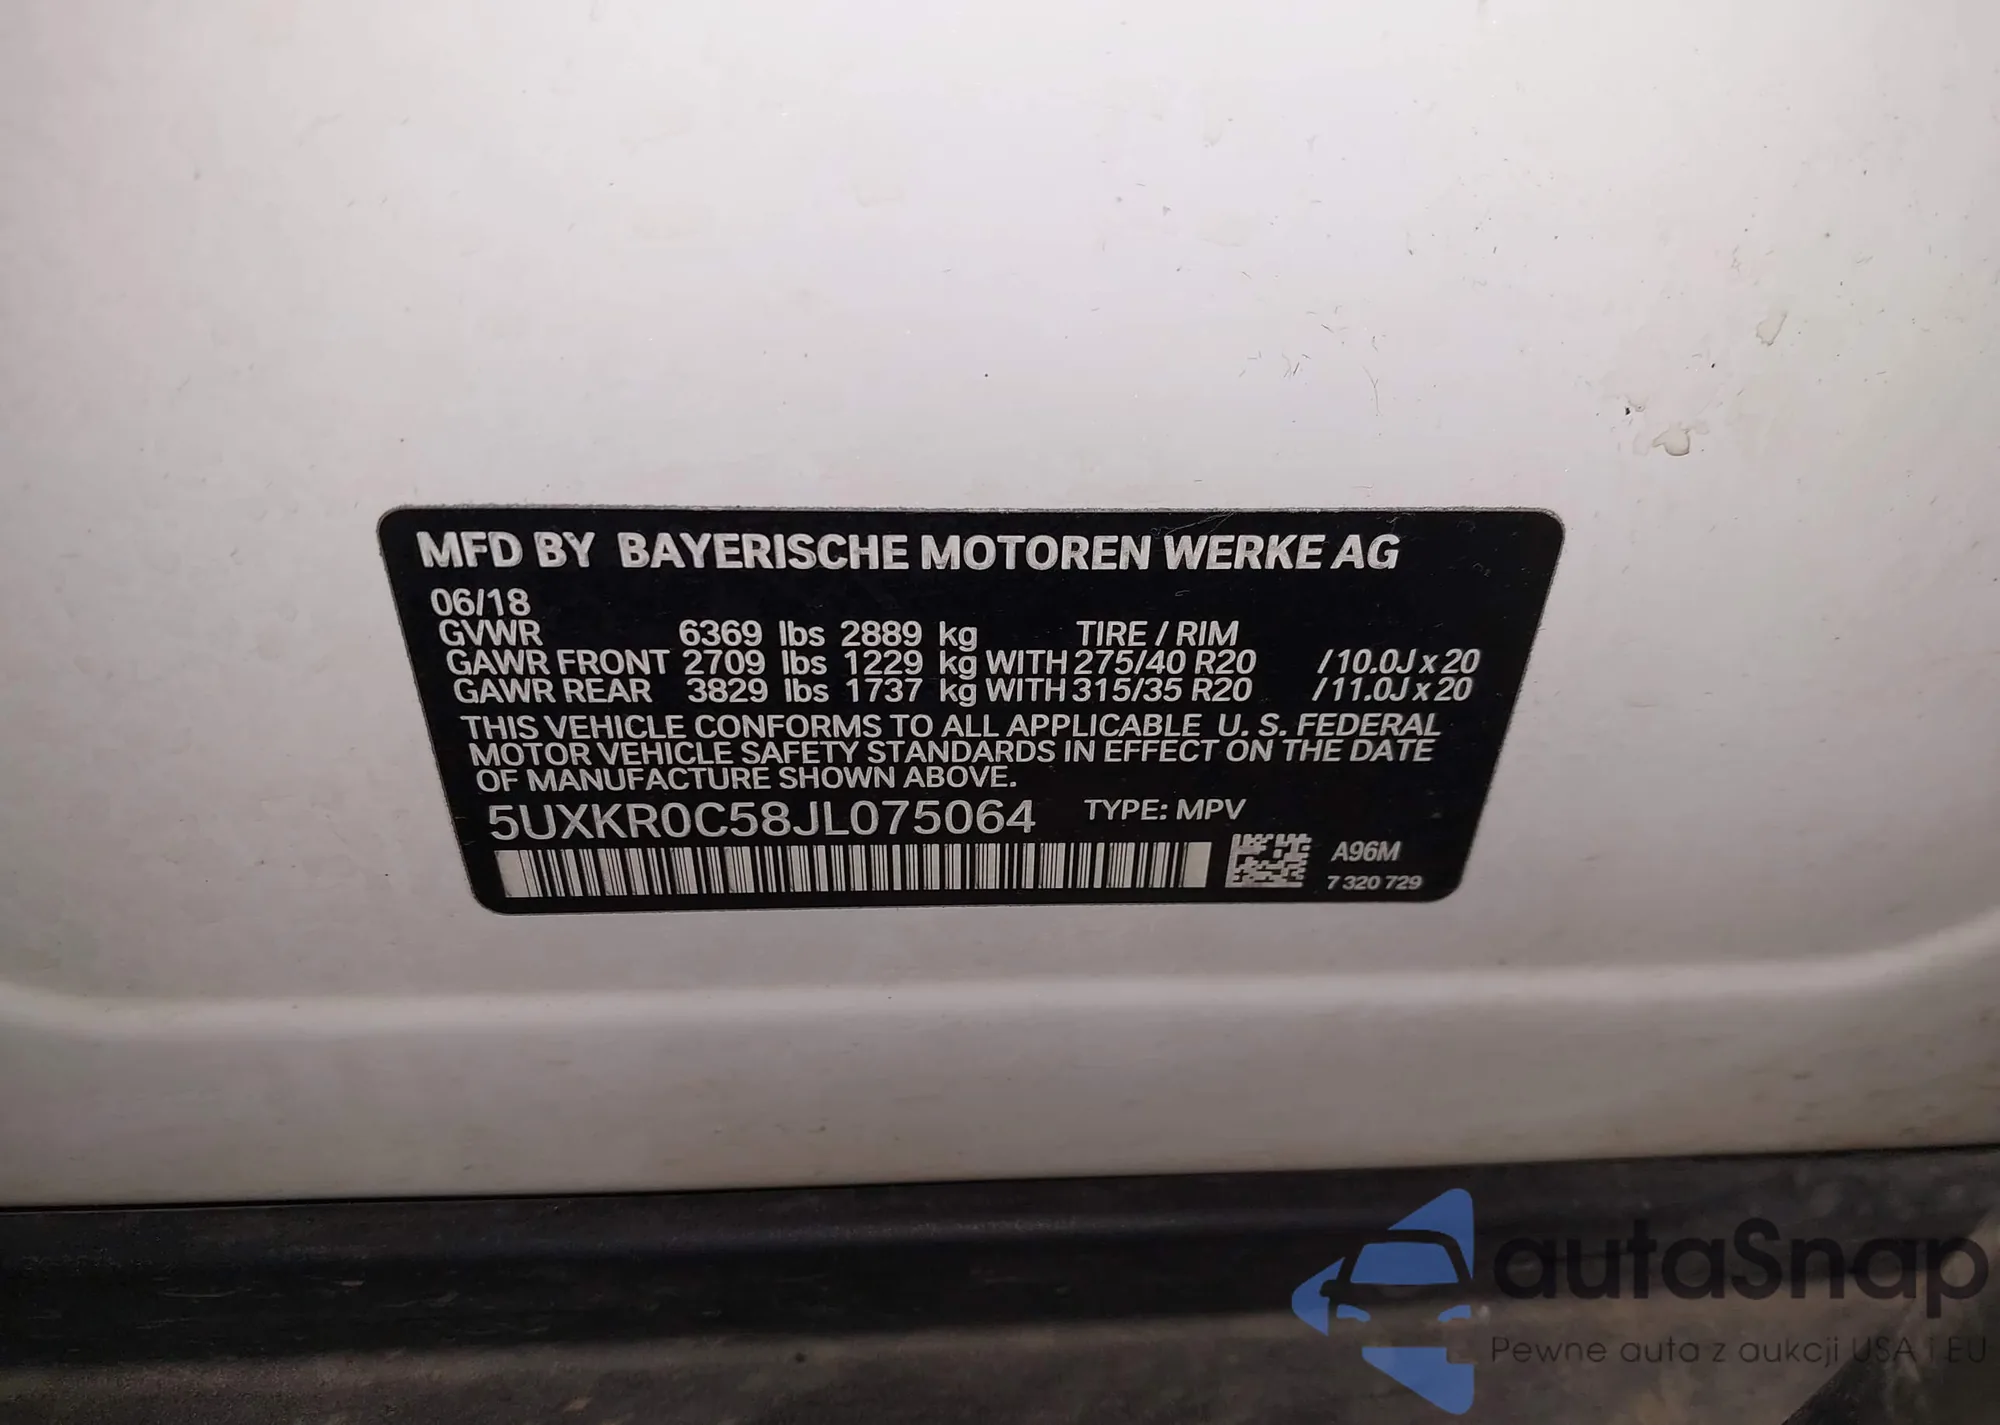 MFD BY BAYERISCHE MOTOREN WERKE AG
06/18
GVWR 6369 lbs 2889 kg TIRE / RIM
GAWR FRONT 2709 lbs 1229 kg WITH 275/40 R20 /10.0J x 20
GAWR REAR 3829 lbs 1737 kg WITH 315/35 R20 /11.0J x 20
THIS VEHICLE CONFORMS TO ALL APPLICABLE U. S. FEDERAL
MOTOR VEHICLE SAFETY STANDARDS IN EFFECT ON THE DATE
OF MANUFACTURE SHOWN ABOVE.
5UXKR0C58JL075064 TYPE: MPV
A96M
7 320 729
autaSnap
Pewne auta z aukcji USA i EU